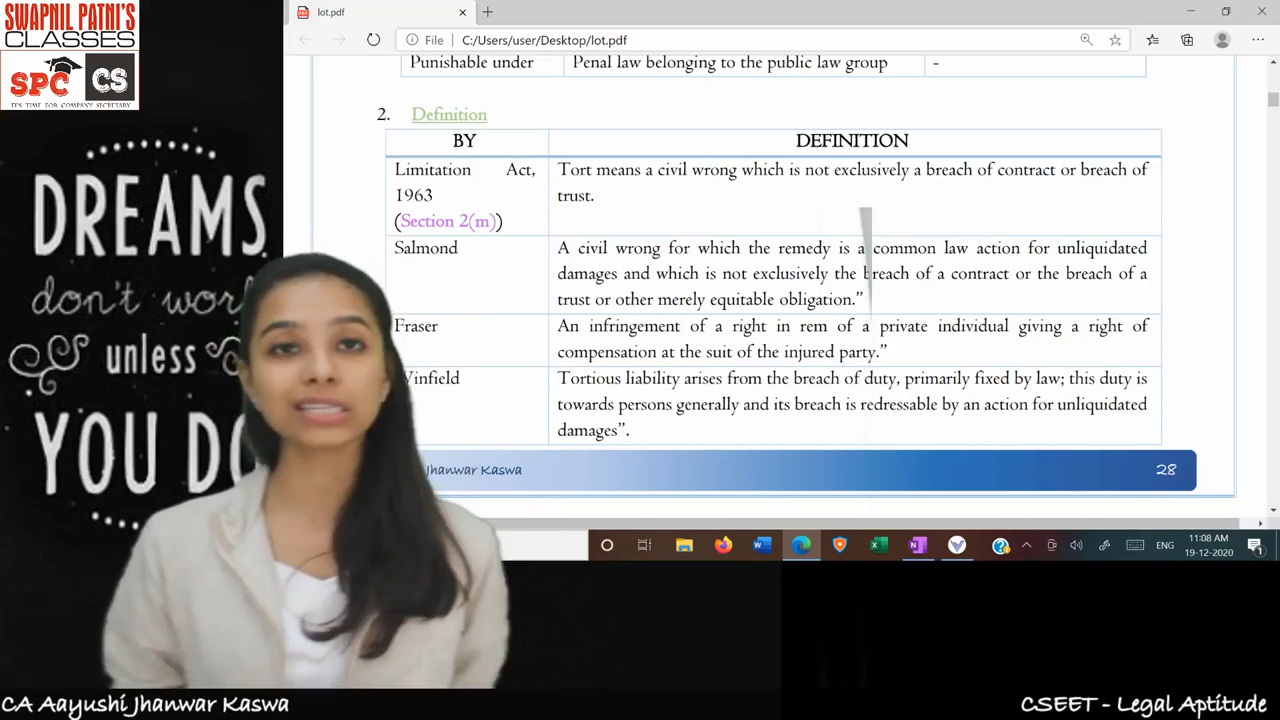 SWAPNIL PATNI'S
CLASSES
SPC CS
IT'S TIME FOR COMPANY SECRETARY
DREAMS
don't work
unless
YOU DO
lot.pdf
File C:/Users/user/Desktop/lot.pdf
Punishable under Penal law belonging to the public law group -
2. Definition
BY DEFINITION
Limitation Act, Tort means a civil wrong which is not exclusively a breach of contract or breach of
1963 trust.
(Section 2(m))
Salmond A civil wrong for which the remedy is a common law action for unliquidated
damages and which is not exclusively the breach of a contract or the breach of a
trust or other merely equitable obligation.”
Fraser An infringement of a right in rem of a private individual giving a right of
compensation at the suit of the injured party.”
Winfield Tortious liability arises from the breach of duty, primarily fixed by law; this duty is
towards persons generally and its breach is redressable by an action for unliquidated
damages”.
Jhanwar Kaswa 28
ENG 11:08 AM
19-12-2020
CA Aayushi Jhanwar Kaswa CSEET - Legal Aptitude